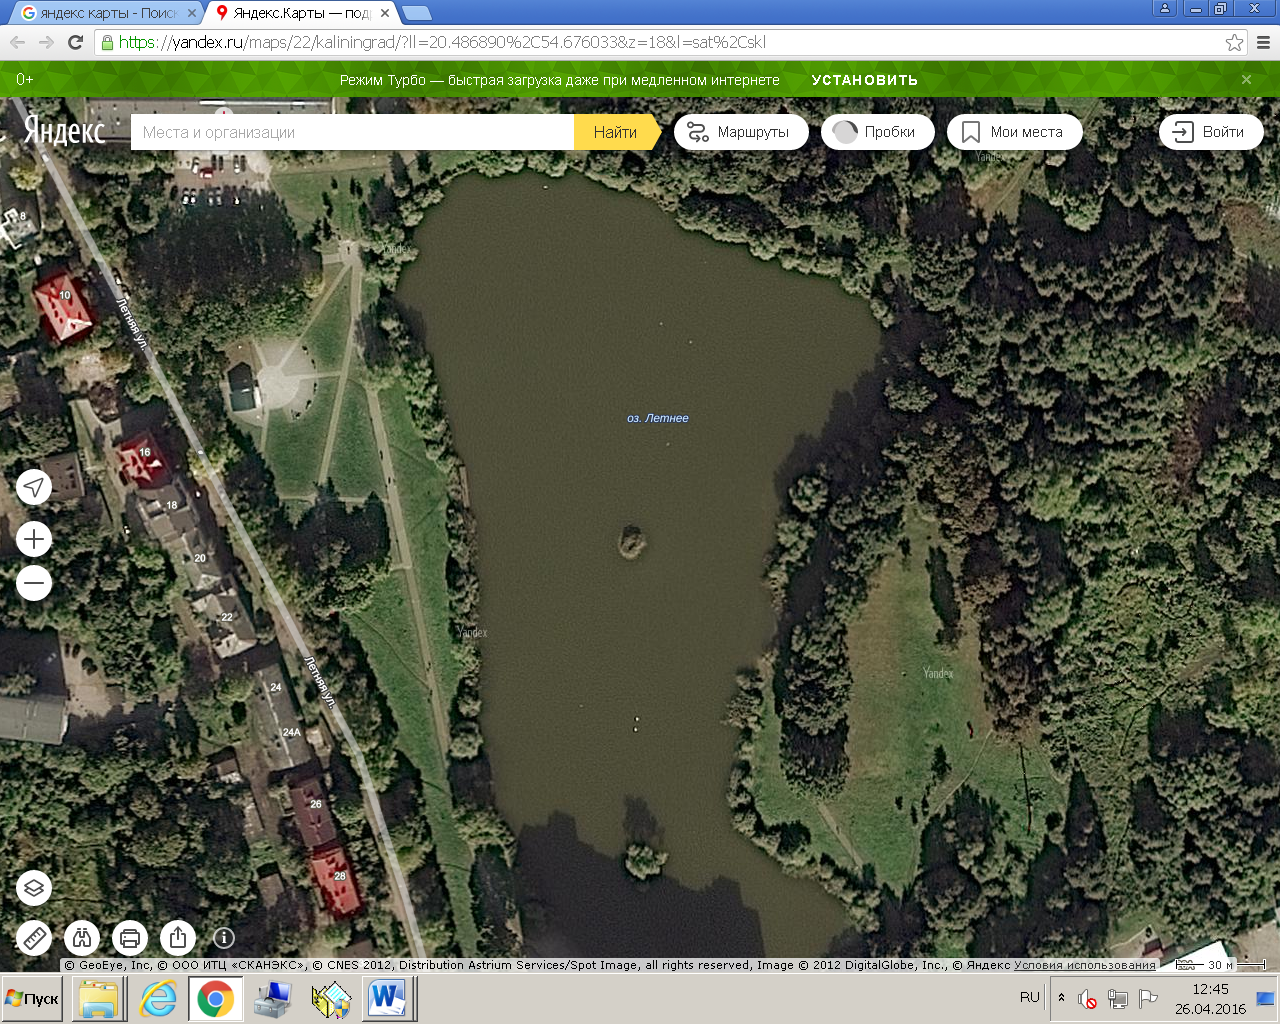 яндекс карты - Поиск
Яндекс.Карты — под
https://yandex.ru/maps/22/kaliningrad/?ll=20.486890%2C54.676033&z=18&l=sat%2Cskl
0+
Режим Турбо — быстрая загрузка даже при медленном интернете
УСТАНОВИТЬ
Яндекс
Места и организации
Найти
Маршруты
Пробки
Мои места
Войти
Yandex
8
Yandex
10
Летняя ул.
оз. Летнее
16
18
20
22
Yandex
Летняя ул.
Yandex
24
24А
26
28
© GeoEye, Inc, © ООО ИТЦ «СКАНЭКС», © CNES 2012, Distribution Astrium Services/Spot Image, all rights reserved, Image © 2012 DigitalGlobe, Inc., © Яндекс Условия использования
30 м
Пуск
RU
12:45
26.04.2016